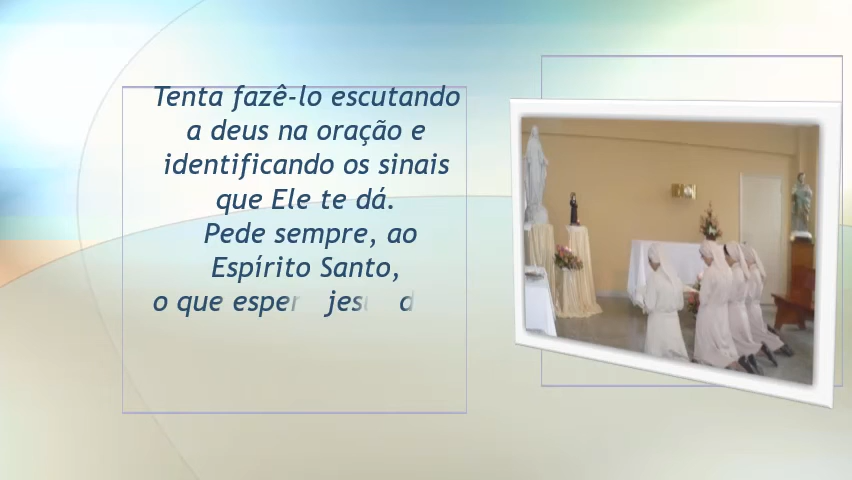 Tenta fazê-lo escutando
a deus na oração e
identificando os sinais
que Ele te dá.
Pede sempre, ao
Espírito Santo,
o que